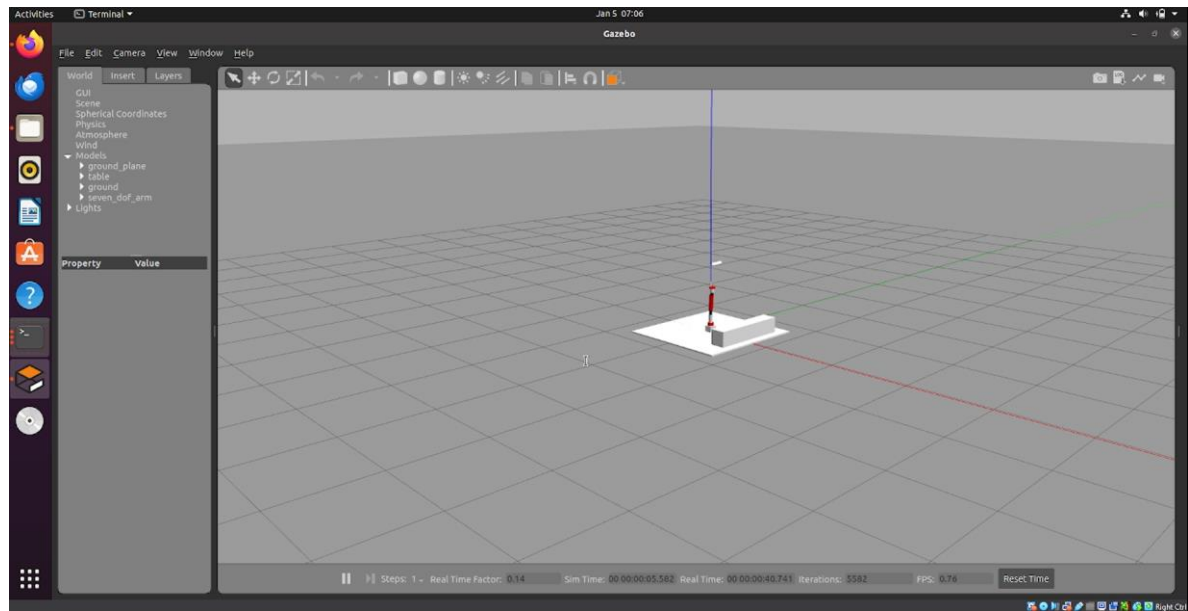 Activities Terminal Jan 5 07:06
Gazebo
File Edit Camera View Window Help
World Insert Layers
GUI
Scene
Spherical Coordinates
Physics
Atmosphere
Wind
Models
ground_plane
table
ground
seven_dof_arm
Lights
Property Value
Steps: 1 Real Time Factor: 0.14 Sim Time: 00 00:00:05.582 Real Time: 00 00:00:40.741 Iterations: 5582 FPS: 0.76 Reset Time
Right Ctrl